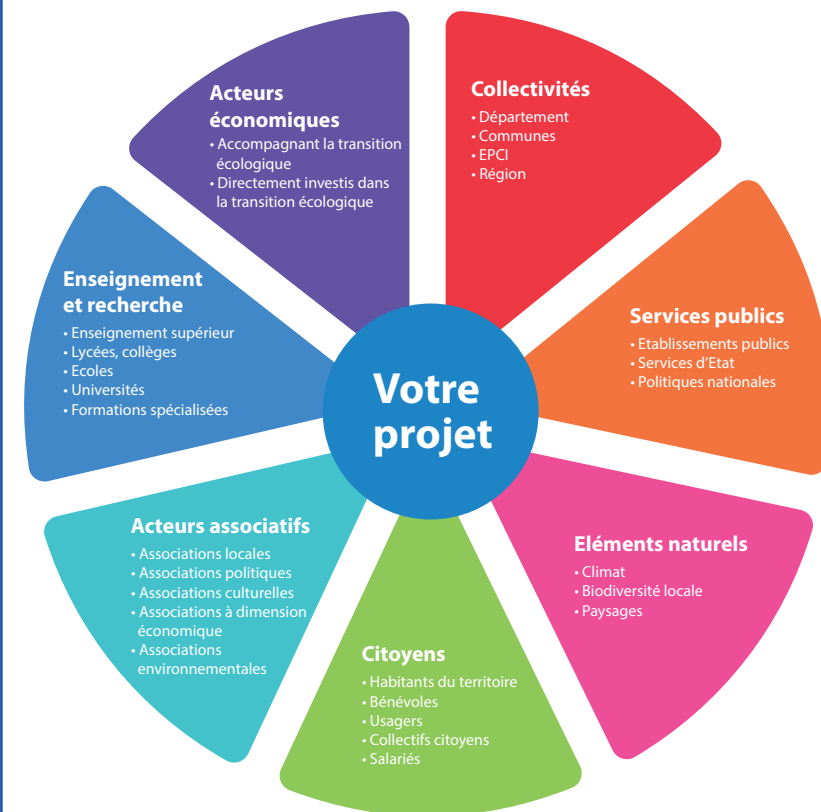 Acteurs
économiques
• Accompagnant la transition
écologique
• Directement investis dans
la transition écologique
Collectivités
• Département
• Communes
• EPCI
• Région
Enseignement
et recherche
• Enseignement supérieur
• Lycées, collèges
• Ecoles
• Universités
• Formations spécialisées
Services publics
• Etablissements publics
• Services d'Etat
• Politiques nationales
Votre
projet
Acteurs associatifs
• Associations locales
• Associations politiques
• Associations culturelles
• Associations à dimension
économique
• Associations
environnementales
Eléments naturels
• Climat
• Biodiversité locale
• Paysages
Citoyens
• Habitants du territoire
• Bénévoles
• Usagers
• Collectifs citoyens
• Salariés